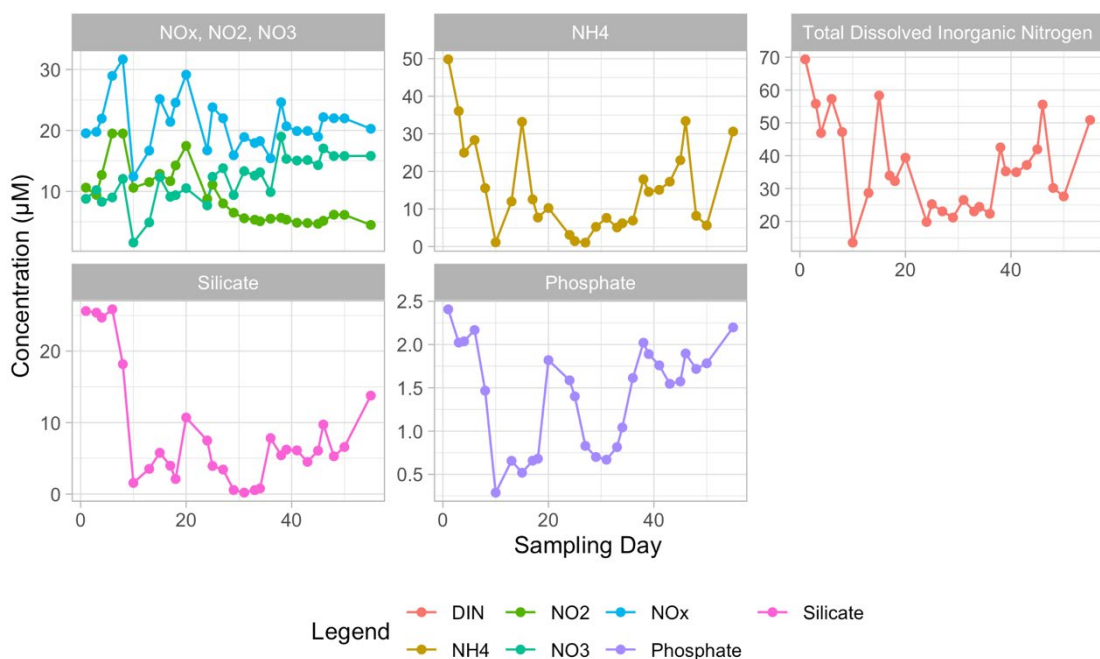 NOx, NO2, NO3
NH4
Total Dissolved Inorganic Nitrogen
30
20
10
50
40
30
20
10
0
70
60
50
40
30
20
0 20 40
Silicate
Phosphate
20
10
0
2.5
2.0
1.5
1.0
0.5
0 20 40
0 20 40
Concentration (μM)
Sampling Day
Legend
DIN NO2 NOx Silicate
NH4 NO3 Phosphate